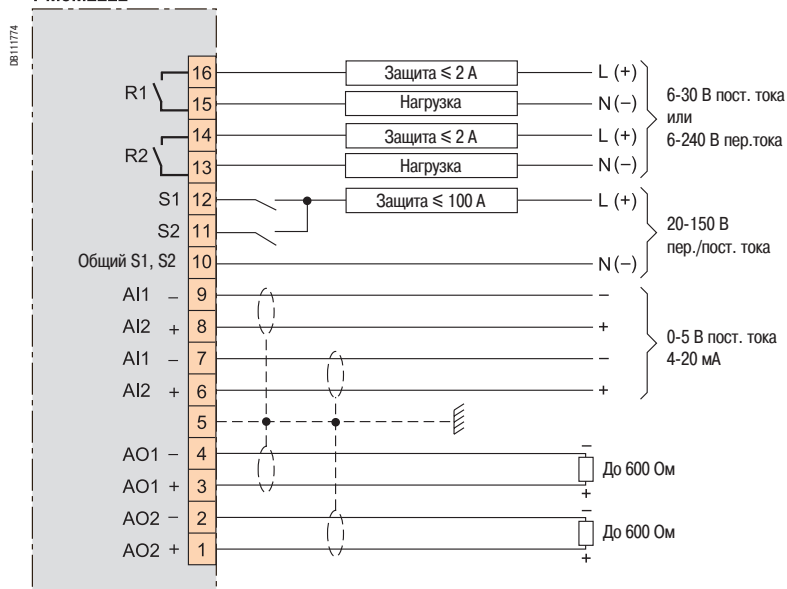 DB111774
R1
16
Защита ⩽ 2 А
L (+)
15
Нагрузка
N (–)
6-30 В пост. тока
или
6-240 В пер.тока
R2
14
Защита ⩽ 2 А
L (+)
13
Нагрузка
N (–)
S1
12
Защита ⩽ 100 А
L (+)
S2
11
20-150 В
пер./пост. тока
Общий S1, S2
10
N (–)
AI1 –
9
–
AI2 +
8
+
0-5 В пост. тока
4-20 мА
AI1 –
7
–
AI2 +
6
+
5
AO1 –
4
–
До 600 Ом
AO1 +
3
+
AO2 –
2
–
До 600 Ом
AO2 +
1
+